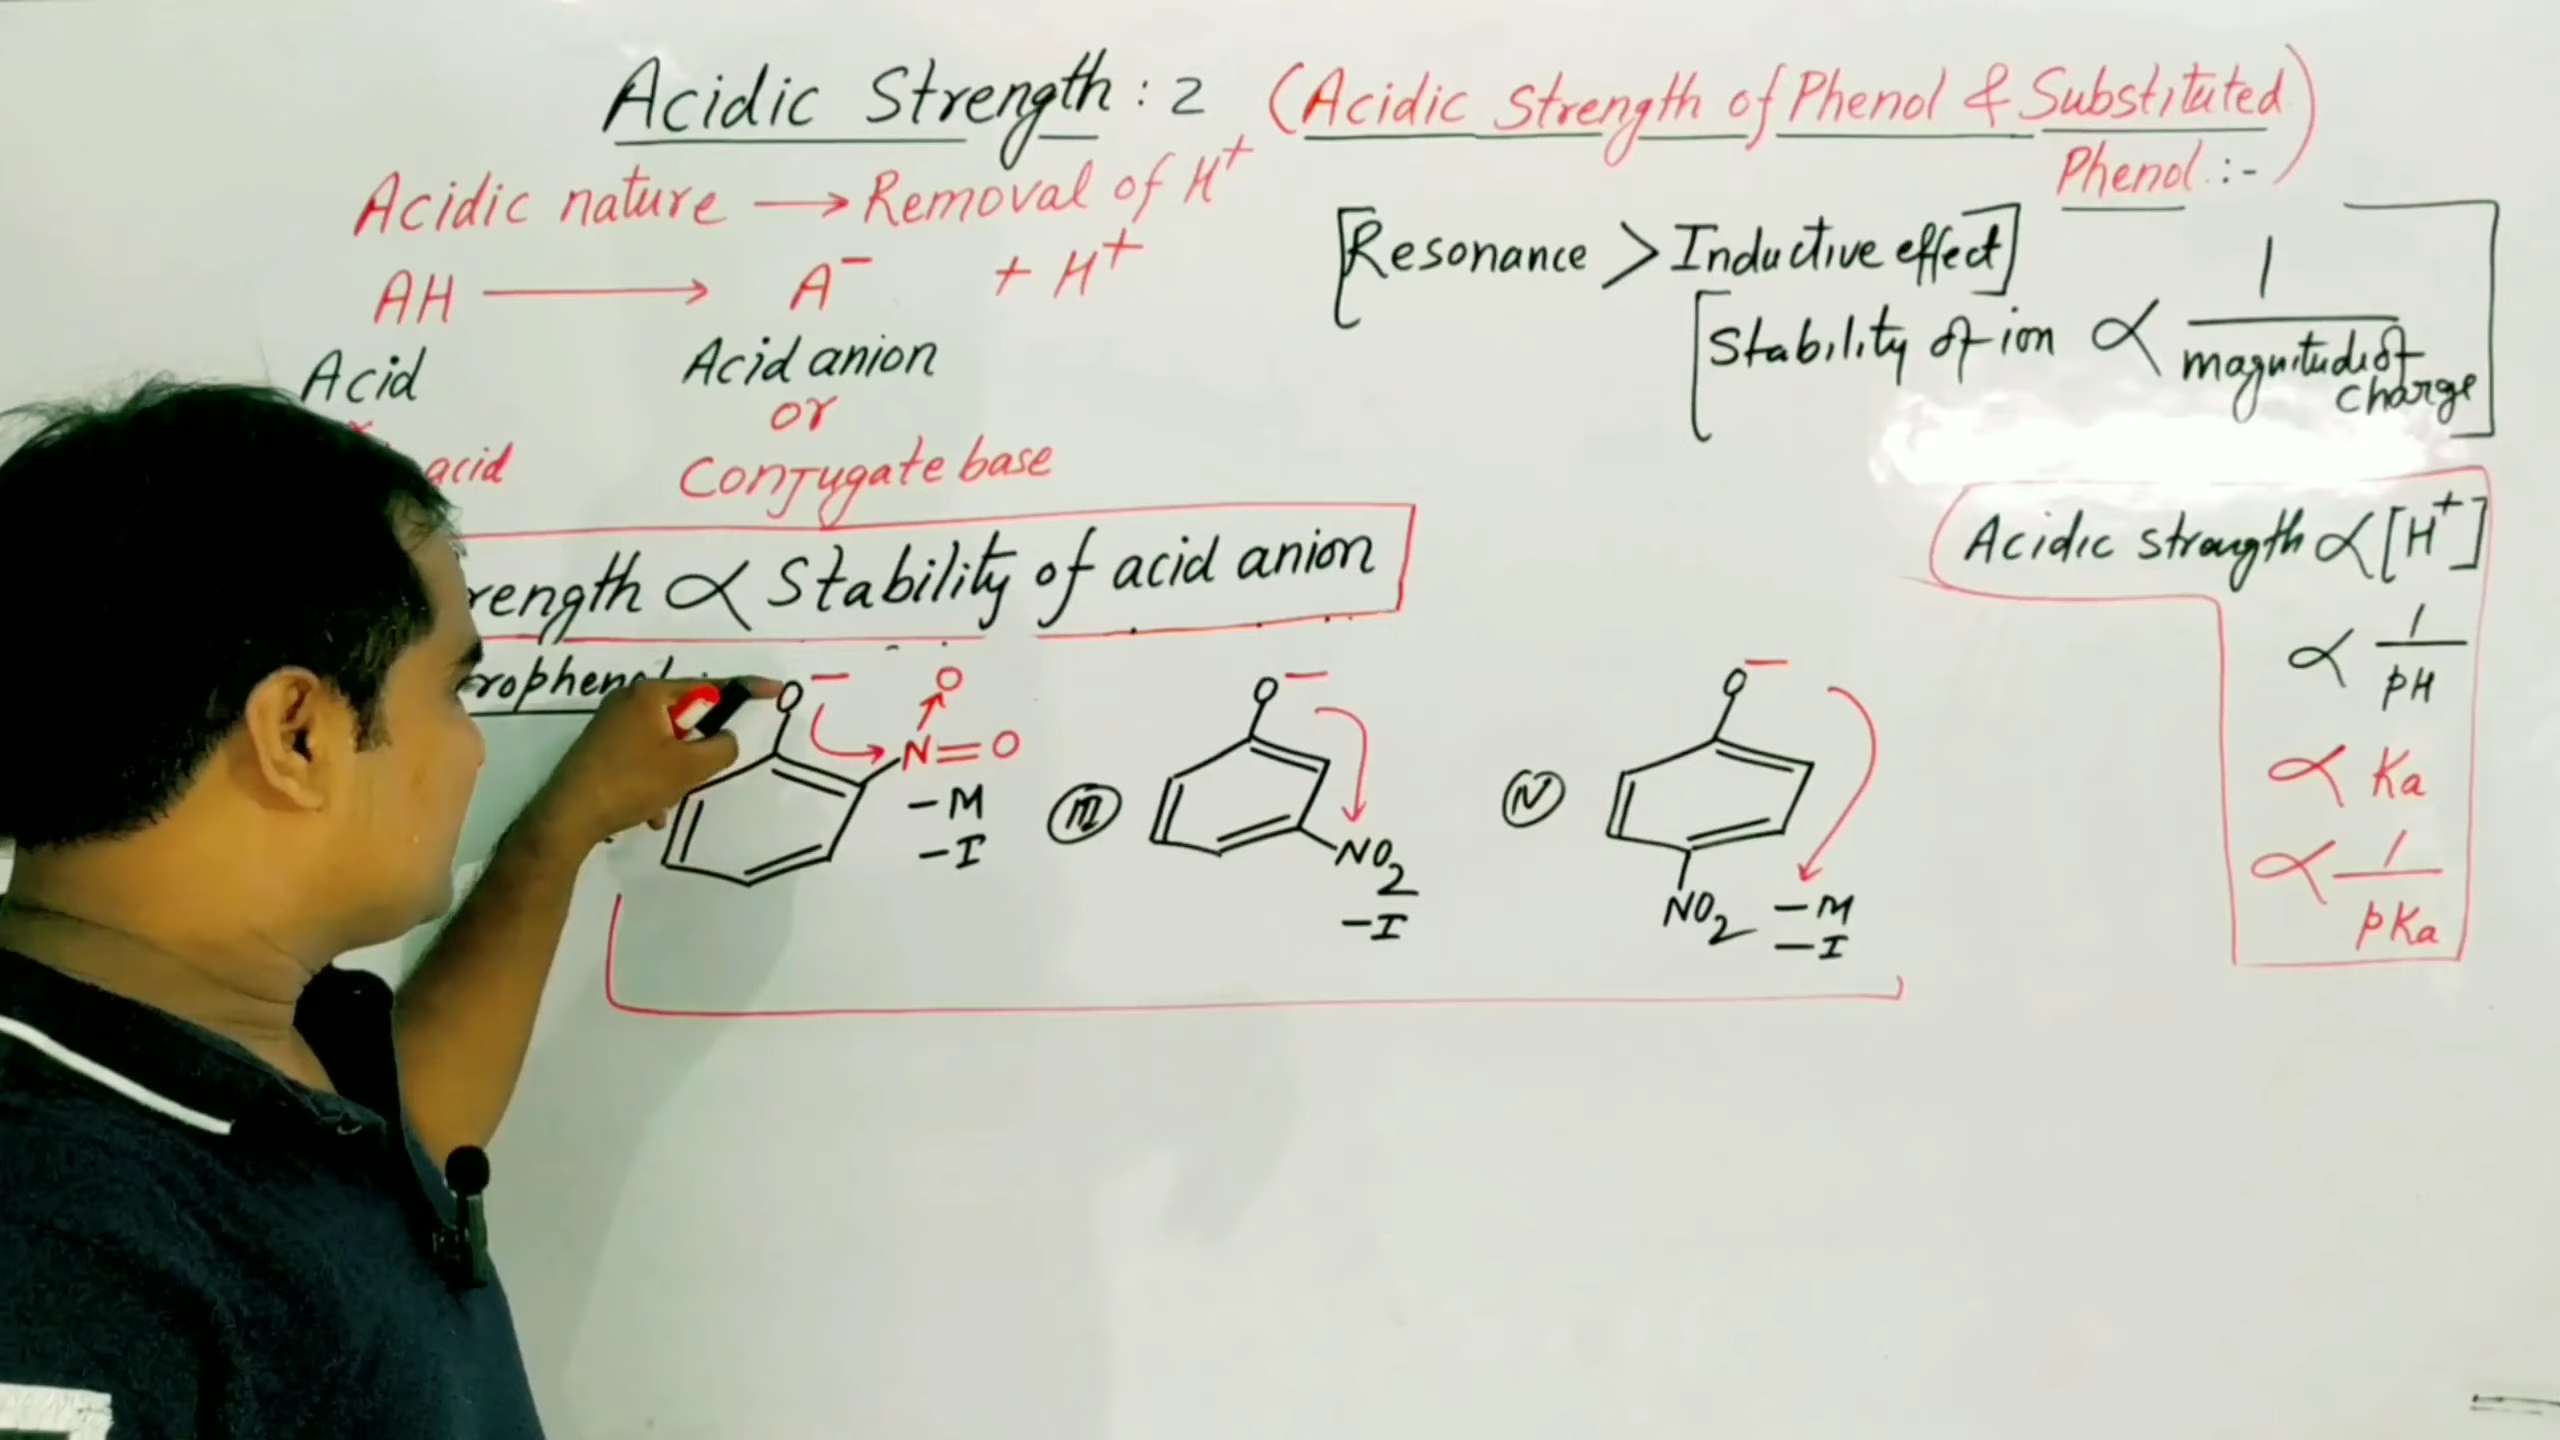 Acidic Strength : 2 (Acidic Strength of Phenol & Substituted
Phenol :-)
Acidic nature → Removal of H⁺
AH → A⁻ + H⁺
Acid
Acid anion
or
acid
Conjugate base
[Resonance > Inductive effect]
[Stability of ion ∝ 1
magnitude of
charge]
rength ∝ Stability of acid anion
Acidic strength ∝ [H⁺]
∝ 1
pH
∝ Ka
∝ 1
pKa
rophenol
O⁻
O
N=O
-M
-I
III
O⁻
NO2
-I
IV
O⁻
NO2 -M
-I